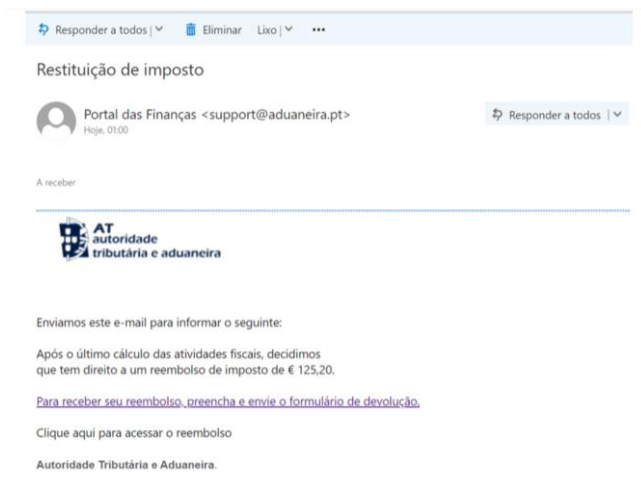 Responder a todos | Eliminar Lixo | •••
Restituição de imposto
Portal das Finanças <support@aduaneira.pt>
Responder a todos |
Hoje, 01:00
A receber
AT
autoridade
tributária e aduaneira
Enviamos este e-mail para informar o seguinte:
Após o último cálculo das atividades fiscais, decidimos
que tem direito a um reembolso de imposto de € 125,20.
Para receber seu reembolso, preencha e envie o formulário de devolução.
Clique aqui para acessar o reembolso
Autoridade Tributária e Aduaneira.